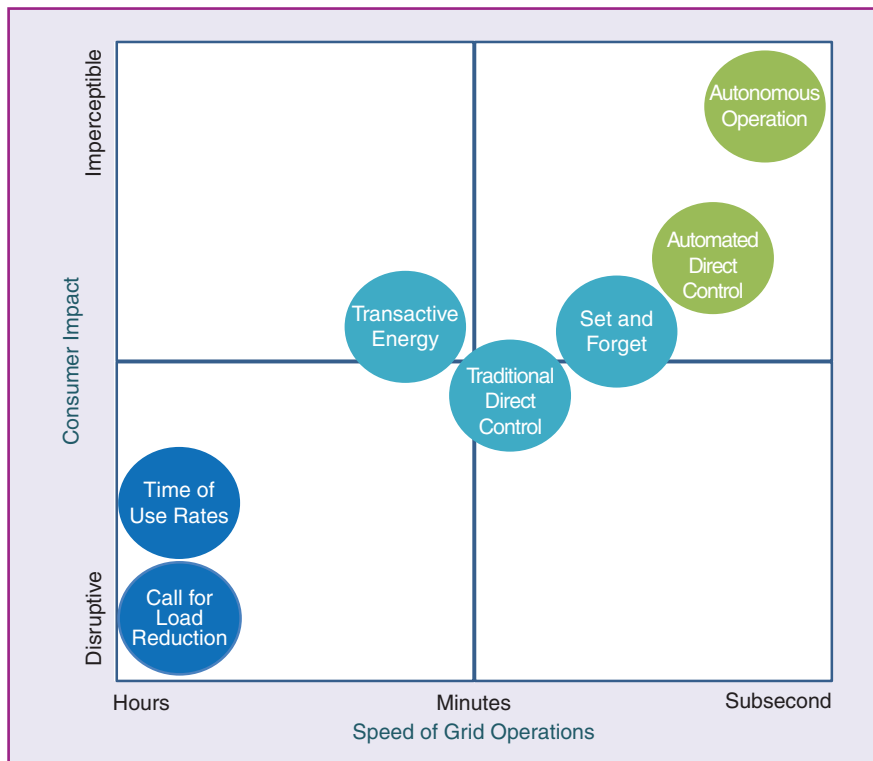 Imperceptible
Consumer Impact
Disruptive
Autonomous
Operation
Automated
Direct
Control
Transactive
Energy
Set and
Forget
Traditional
Direct
Control
Time of
Use Rates
Call for
Load
Reduction
Hours
Minutes
Subsecond
Speed of Grid Operations